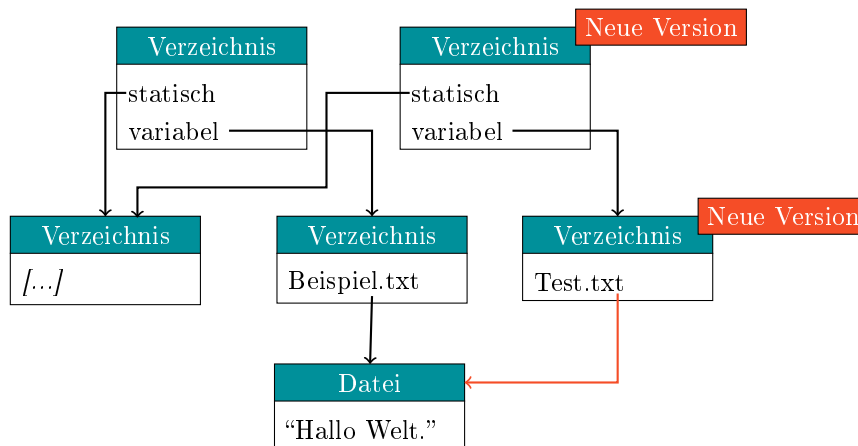 Neue Version
Verzeichnis
Verzeichnis
statisch
variabel
statisch
variabel
Neue Version
Verzeichnis
Verzeichnis
Verzeichnis
[...]
Beispiel.txt
Test.txt
Datei
“Hallo Welt.”